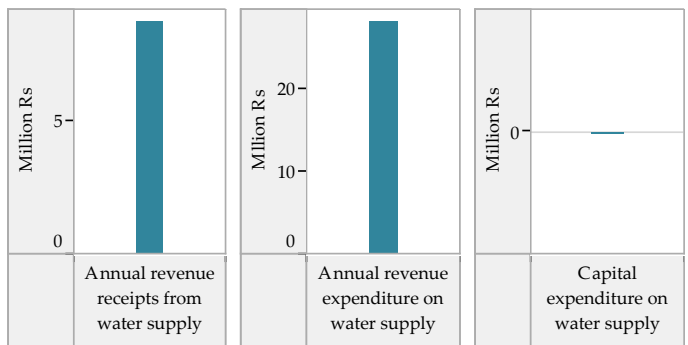 Million Rs
5
0
Annual revenue
receipts from
water supply
Mllion Rs
20
10
0
Annual revenue
expenditure on
water supply
Million Rs
0
Capital
expenditure on
water supply